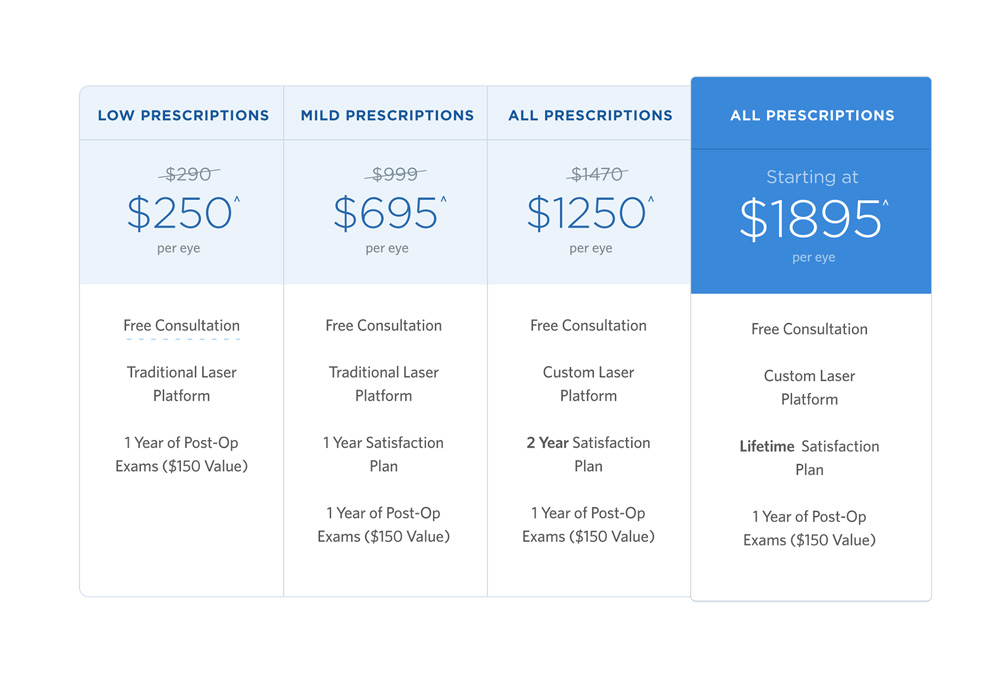 LOW PRESCRIPTIONS
$290
$250^
per eye
Free Consultation
Traditional Laser
Platform
1 Year of Post-Op
Exams ($150 Value)
MILD PRESCRIPTIONS
$999
$695^
per eye
Free Consultation
Traditional Laser
Platform
1 Year Satisfaction
Plan
1 Year of Post-Op
Exams ($150 Value)
ALL PRESCRIPTIONS
$1470
$1250^
per eye
Free Consultation
Custom Laser
Platform
2 Year Satisfaction
Plan
1 Year of Post-Op
Exams ($150 Value)
ALL PRESCRIPTIONS
Starting at
$1895^
per eye
Free Consultation
Custom Laser
Platform
Lifetime Satisfaction
Plan
1 Year of Post-Op
Exams ($150 Value)